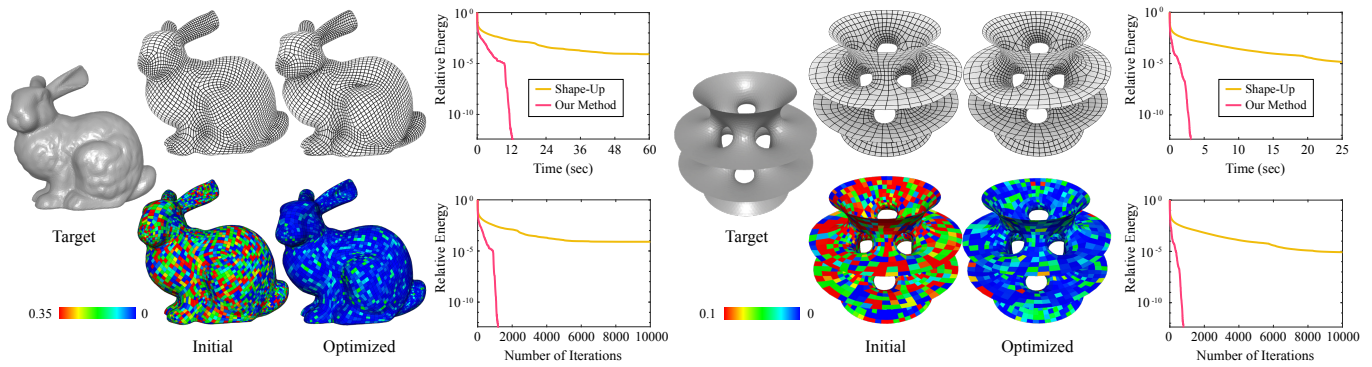 Target
0.35
0
Initial
Optimized
Relative Energy
10^0
10^-5
10^-10
Shape-Up
Our Method
0 12 24 36 48 60
Time (sec)
Relative Energy
10^0
10^-5
10^-10
0 2000 4000 6000 8000 10000
Number of Iterations
Target
0.1
0
Initial
Optimized
Relative Energy
10^0
10^-5
10^-10
Shape-Up
Our Method
0 5 10 15 20 25
Time (sec)
Relative Energy
10^0
10^-5
10^-10
0 2000 4000 6000 8000 10000
Number of Iterations